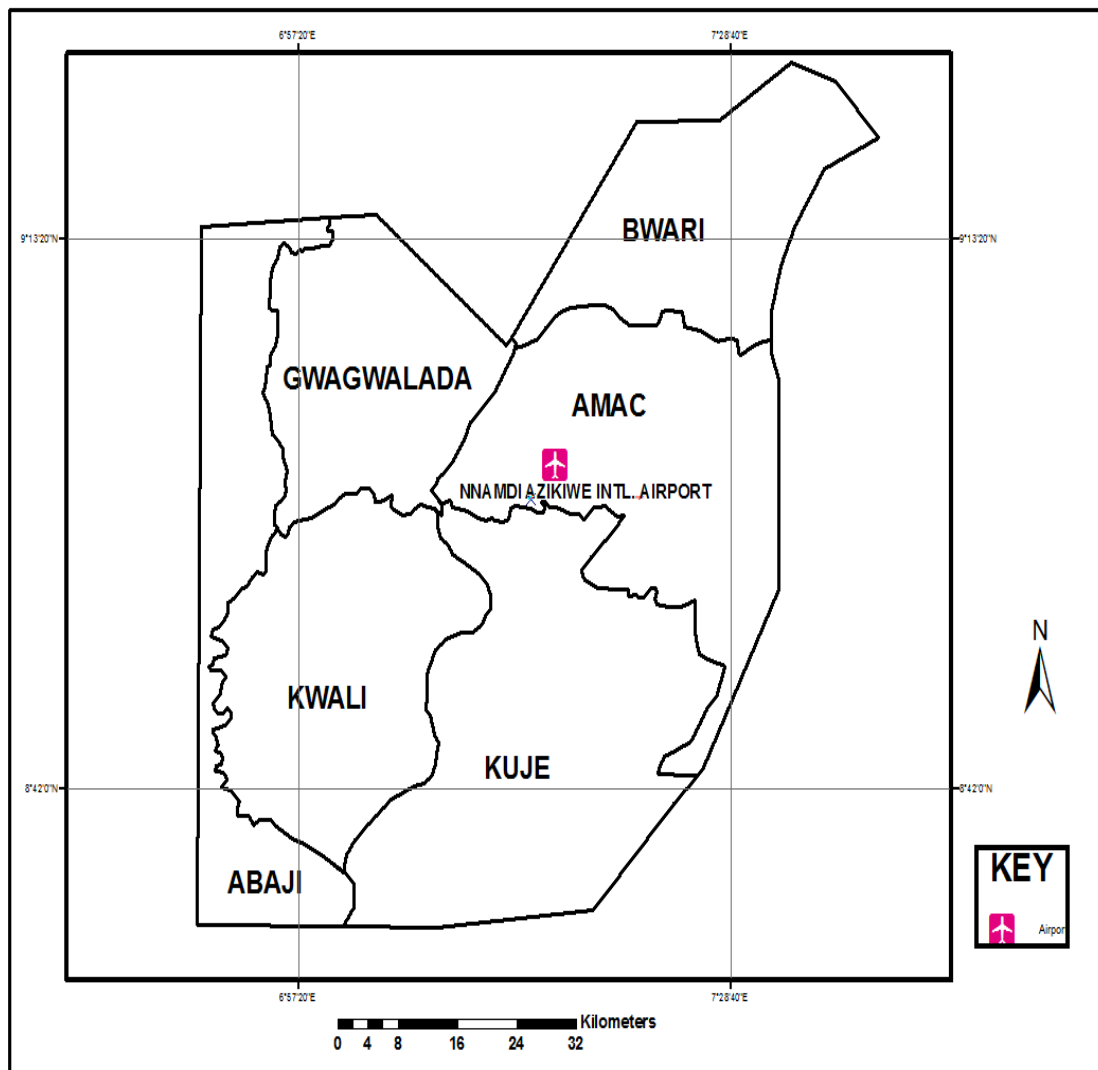 6°57'20"E 7°28'40"E
BWARI
9°13'20"N 9°13'20"N
GWAGWALADA
AMAC
NNAMDI AZIKIWE INTL. AIRPORT
N
KWALI
KUJE
8°42'0"N 8°42'0"N
KEY
ABAJI
Airpor
6°57'20"E 7°28'40"E
Kilometers
0 4 8 16 24 32